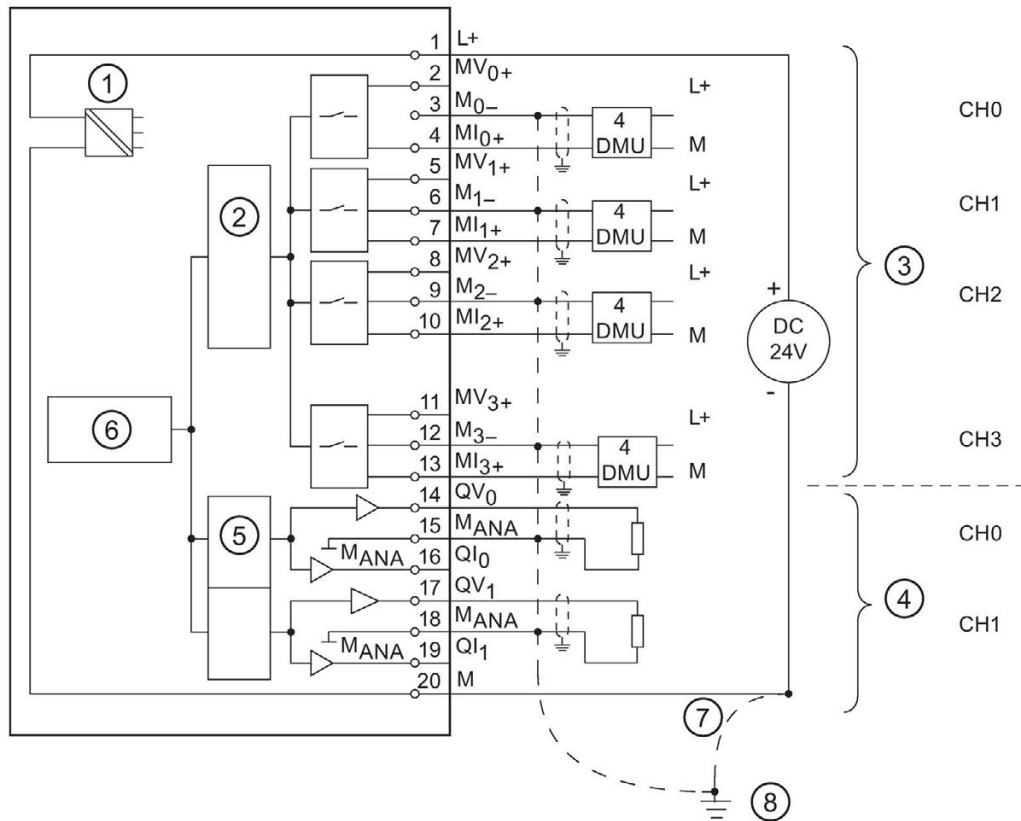 1 L+
①
2 MV0+
3 M0− 4 DMU L+ CH0
4 MI0+ M
5 MV1+
6 M1− 4 DMU L+ CH1
②
7 MI1+ M
8 MV2+
③
9 M2− 4 DMU L+ CH2
10 MI2+ M
+
DC
24V
-
11 MV3+
12 M3− 4 DMU L+ CH3
⑥
13 MI3+ M
14 QV0
⑤
15 MANA CH0
MANA
16 QI0
17 QV1
④
18 MANA CH1
MANA
19 QI1
20 M
⑦
⑧